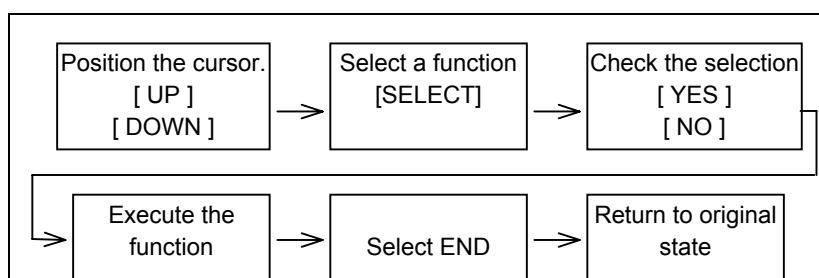 Position the cursor.
[ UP ]
[ DOWN ]
Select a function
[SELECT]
Check the selection
[ YES ]
[ NO ]
Execute the
function
Select END
Return to original
state